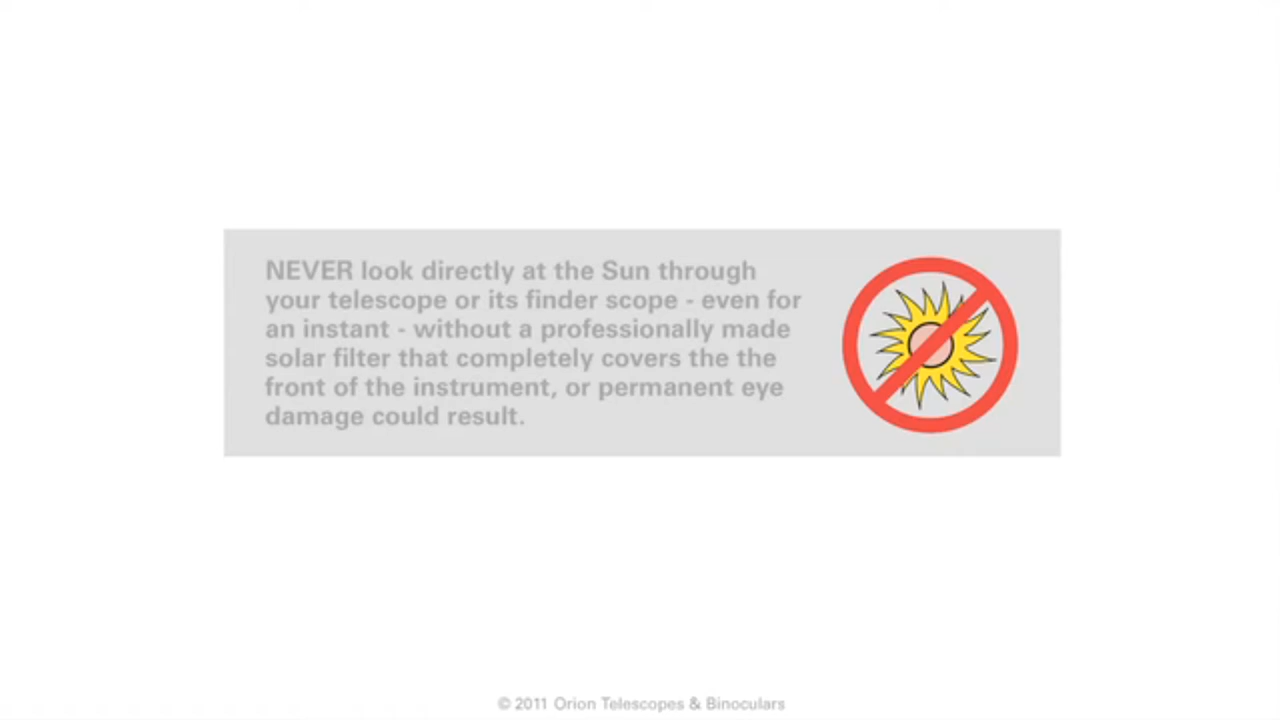 NEVER look directly at the Sun through
your telescope or its finder scope - even for
an instant - without a professionally made
solar filter that completely covers the the
front of the instrument, or permanent eye
damage could result.
© 2011 Orion Telescopes & Binoculars